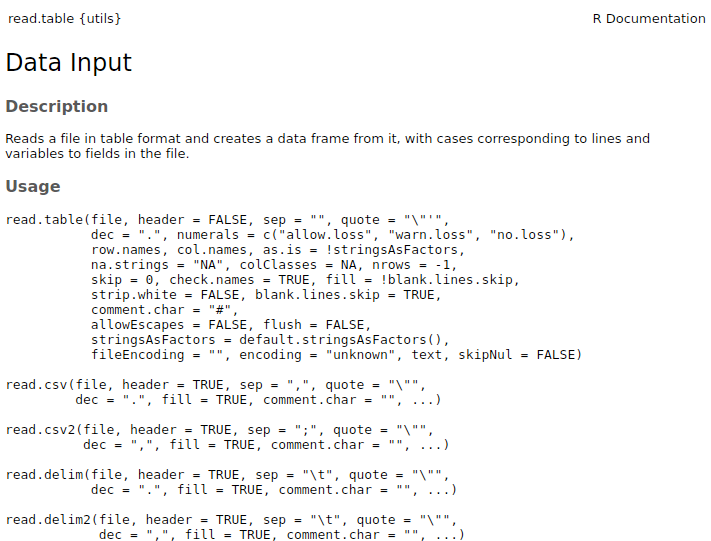 read.table {utils}
R Documentation
Data Input
Description
Reads a file in table format and creates a data frame from it, with cases corresponding to lines and
variables to fields in the file.
Usage
read.table(file, header = FALSE, sep = "", quote = "\"'",
           dec = ".", numerals = c("allow.loss", "warn.loss", "no.loss"),
           row.names, col.names, as.is = !stringsAsFactors,
           na.strings = "NA", colClasses = NA, nrows = -1,
           skip = 0, check.names = TRUE, fill = !blank.lines.skip,
           strip.white = FALSE, blank.lines.skip = TRUE,
           comment.char = "#",
           allowEscapes = FALSE, flush = FALSE,
           stringsAsFactors = default.stringsAsFactors(),
           fileEncoding = "", encoding = "unknown", text, skipNul = FALSE)
read.csv(file, header = TRUE, sep = ",", quote = "\"",
         dec = ".", fill = TRUE, comment.char = "", ...)
read.csv2(file, header = TRUE, sep = ";", quote = "\"",
          dec = ",", fill = TRUE, comment.char = "", ...)
read.delim(file, header = TRUE, sep = "\t", quote = "\"",
           dec = ".", fill = TRUE, comment.char = "", ...)
read.delim2(file, header = TRUE, sep = "\t", quote = "\"",
            dec = ",", fill = TRUE, comment.char = "", ...)